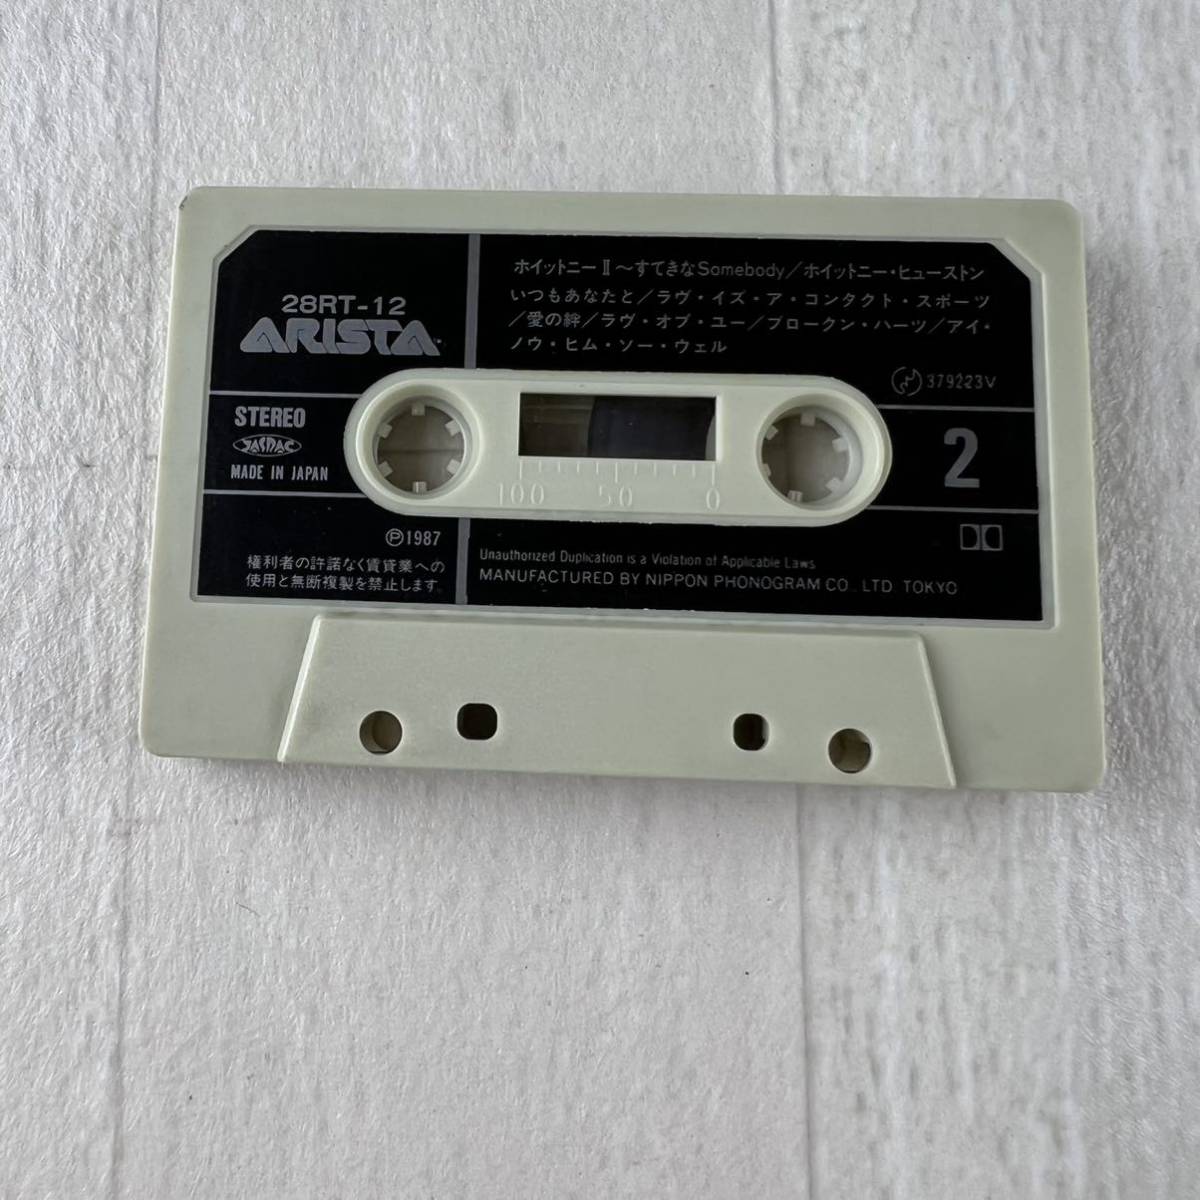 28RT-12
ARISTA
STEREO
JASRAC
MADE IN JAPAN
℗1987
権利者の許諾なく賃貸業への
使用と無断複製を禁止します。
ホイットニーⅡ〜すてきなSomebody/ホイットニー・ヒューストン
いつもあなたと/ラヴ・イズ・ア・コンタクト・スポーツ
/愛の絆/ラヴ・オブ・ユー/ブロークン・ハーツ/アイ・
ノウ・ヒム・ソー・ウェル
379223V
100 50 0
2
Unauthorized Duplication is a Violation of Applicable Laws
MANUFACTURED BY NIPPON PHONOGRAM CO., LTD. TOKYO